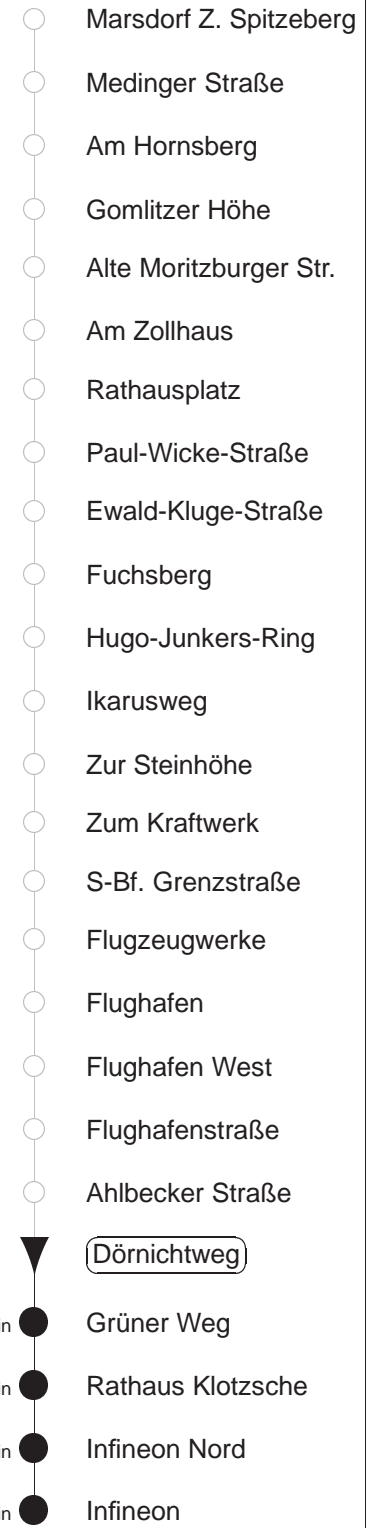 Marsdorf Z. Spitzeberg
Medinger Straße
Am Hornsberg
Gomlitzer Höhe
Alte Moritzburger Str.
Am Zollhaus
Rathausplatz
Paul-Wicke-Straße
Ewald-Kluge-Straße
Fuchsberg
Hugo-Junkers-Ring
Ikarusweg
Zur Steinhöhe
Zum Kraftwerk
S-Bf. Grenzstraße
Flugzeugwerke
Flughafen
Flughafen West
Flughafenstraße
Ahlbecker Straße
Dörnichtweg
Grüner Weg
Rathaus Klotzsche
Infineon Nord
Infineon